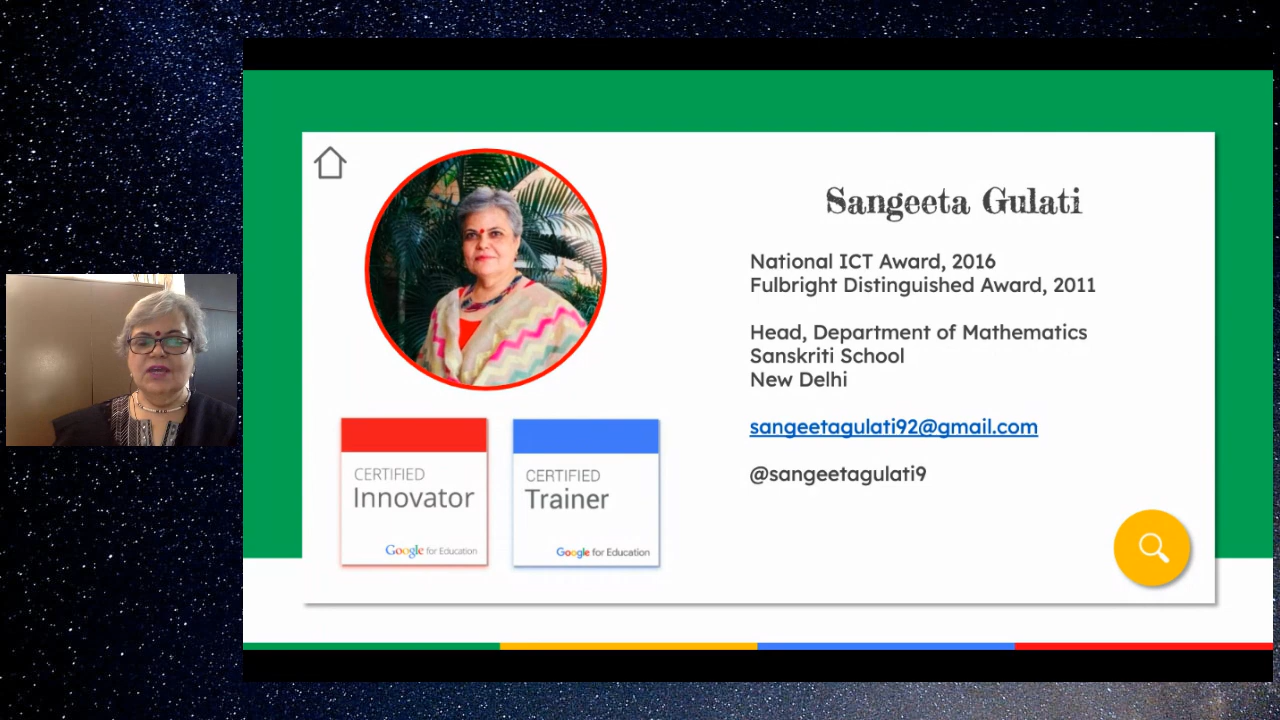 Sangeeta Gulati
National ICT Award, 2016
Fulbright Distinguished Award, 2011
Head, Department of Mathematics
Sanskriti School
New Delhi
sangeetagulati92@gmail.com
@sangeetagulati9
CERTIFIED
Innovator
Google for Education
CERTIFIED
Trainer
Google for Education